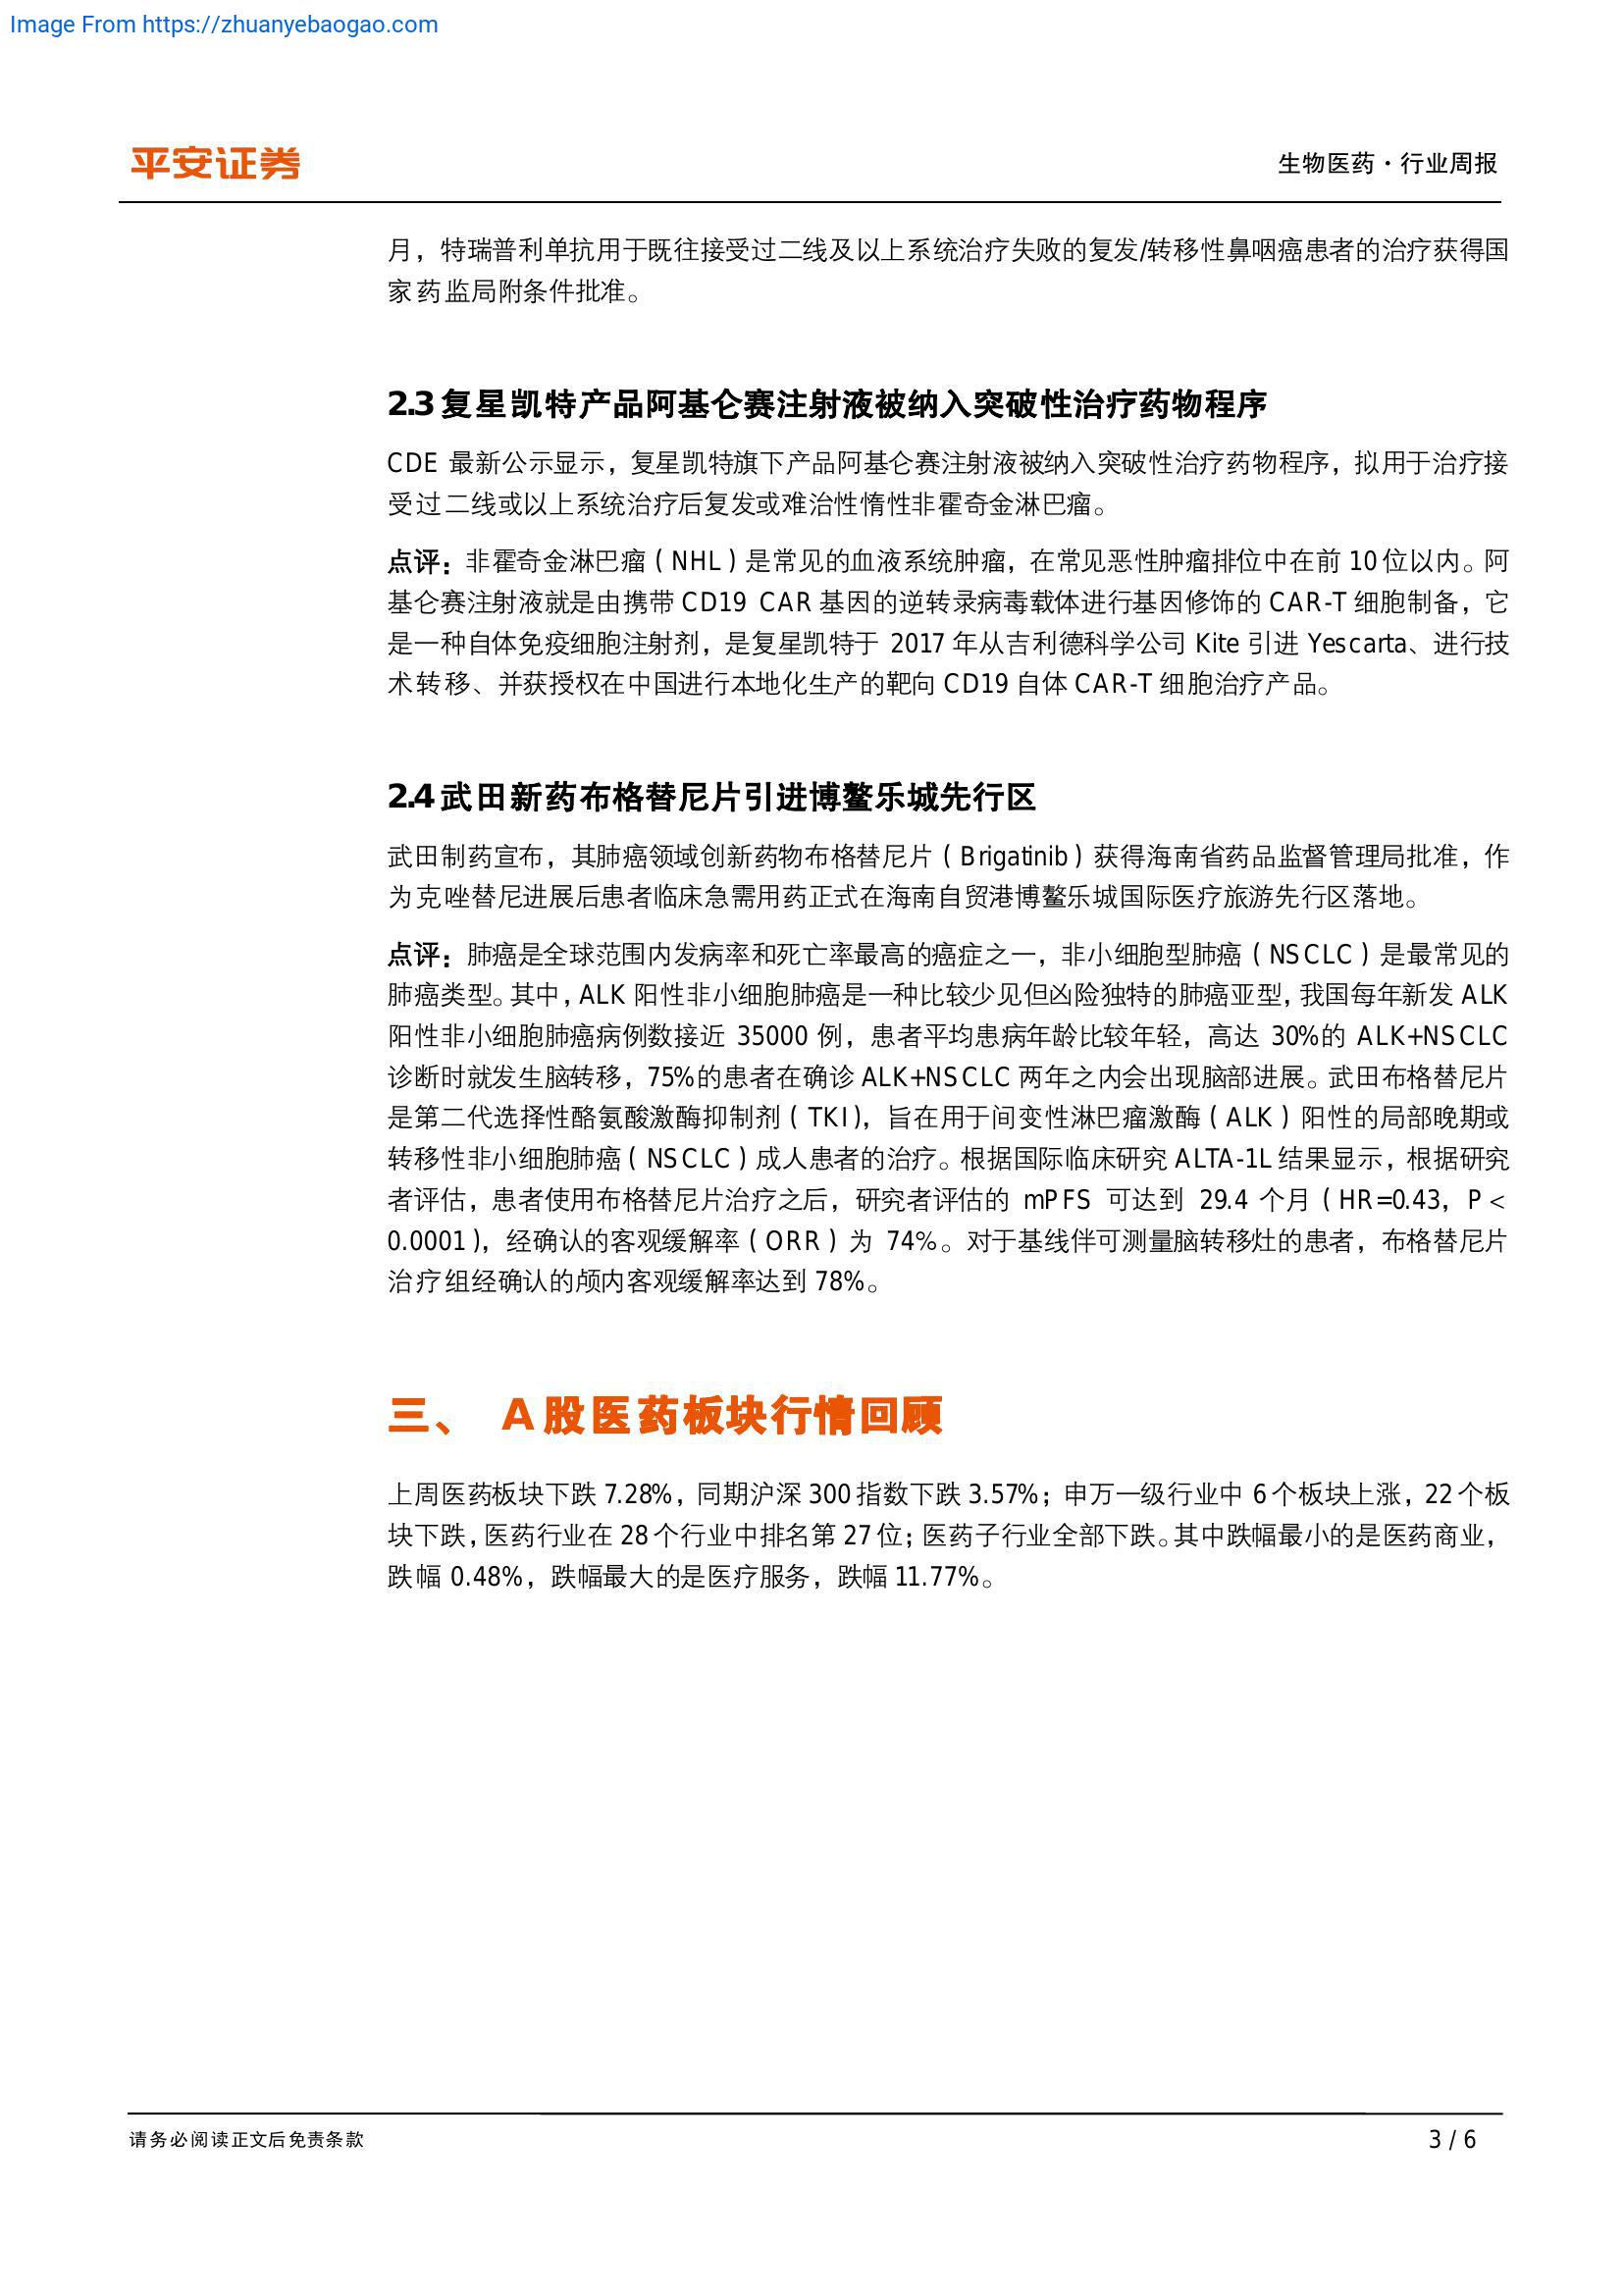 Image From https://zhuanyebaogao.com
平安证券
生物医药·行业周报
月，特瑞普利单抗用于既往接受过二线及以上系统治疗失败的复发/转移性鼻咽癌患者的治疗获得国
家药监局附条件批准。
2.3 复星凯特产品阿基仑赛注射液被纳入突破性治疗药物程序
CDE 最新公示显示，复星凯特旗下产品阿基仑赛注射液被纳入突破性治疗药物程序，拟用于治疗接
受过二线或以上系统治疗后复发或难治性惰性非霍奇金淋巴瘤。
点评：非霍奇金淋巴瘤（NHL）是常见的血液系统肿瘤，在常见恶性肿瘤排位中在前 10 位以内。阿
基仑赛注射液就是由携带 CD19 CAR 基因的逆转录病毒载体进行基因修饰的 CAR-T 细胞制备，它
是一种自体免疫细胞注射剂，是复星凯特于 2017 年从吉利德科学公司 Kite 引进 Yescarta、进行技
术转移、并获授权在中国进行本地化生产的靶向 CD19 自体 CAR-T 细胞治疗产品。
2.4 武田新药布格替尼片引进博鳌乐城先行区
武田制药宣布，其肺癌领域创新药物布格替尼片（Brigatinib）获得海南省药品监督管理局批准，作
为克唑替尼进展后患者临床急需用药正式在海南自贸港博鳌乐城国际医疗旅游先行区落地。
点评：肺癌是全球范围内发病率和死亡率最高的癌症之一，非小细胞型肺癌（NSCLC）是最常见的
肺癌类型。其中，ALK 阳性非小细胞肺癌是一种比较少见但凶险独特的肺癌亚型，我国每年新发 ALK
阳性非小细胞肺癌病例数接近 35000 例，患者平均患病年龄比较年轻，高达 30%的 ALK+NSCLC
诊断时就发生脑转移，75%的患者在确诊 ALK+NSCLC 两年之内会出现脑部进展。武田布格替尼片
是第二代选择性酪氨酸激酶抑制剂（TKI），旨在用于间变性淋巴瘤激酶（ALK）阳性的局部晚期或
转移性非小细胞肺癌（NSCLC）成人患者的治疗。根据国际临床研究 ALTA-1L 结果显示，根据研究
者评估，患者使用布格替尼片治疗之后，研究者评估的 mPFS 可达到 29.4 个月（HR=0.43，P＜
0.0001），经确认的客观缓解率（ORR）为 74%。对于基线伴可测量脑转移灶的患者，布格替尼片
治疗组经确认的颅内客观缓解率达到 78%。
三、 A 股医药板块行情回顾
上周医药板块下跌 7.28%，同期沪深 300 指数下跌 3.57%；申万一级行业中 6 个板块上涨，22 个板
块下跌，医药行业在 28 个行业中排名第 27 位；医药子行业全部下跌。其中跌幅最小的是医药商业，
跌幅 0.48%，跌幅最大的是医疗服务，跌幅 11.77%。
请务必阅读正文后免责条款
3 / 6